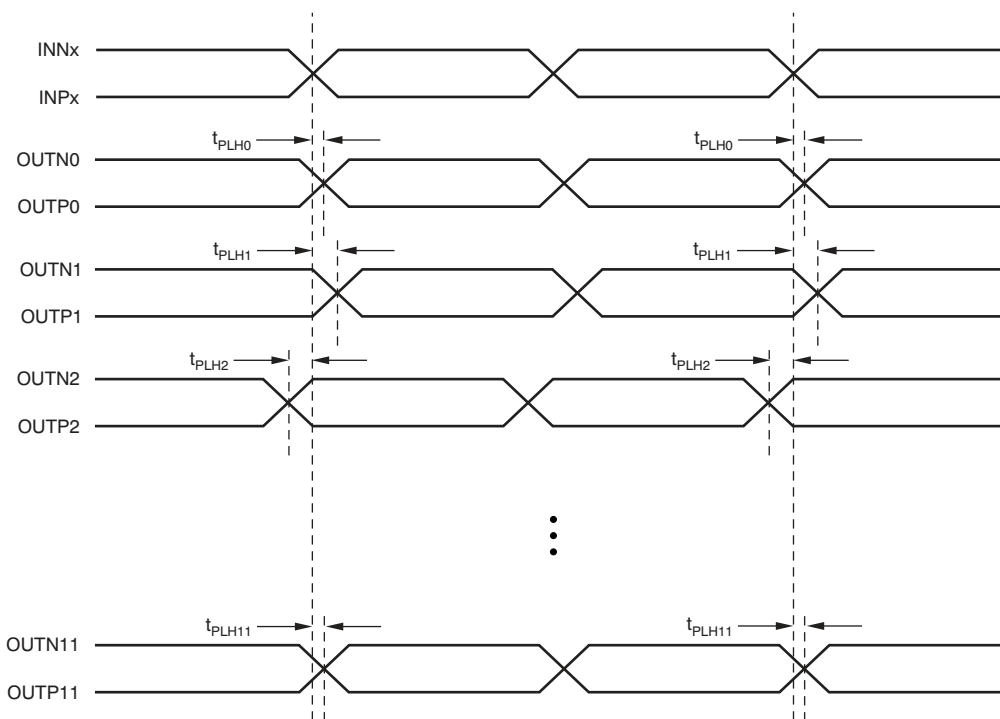 INNx
INPx
tPLH0 tPLH0
OUTN0
OUTP0
tPLH1 tPLH1
OUTN1
OUTP1
tPLH2 tPLH2
OUTN2
OUTP2
tPLH11 tPLH11
OUTN11
OUTP11